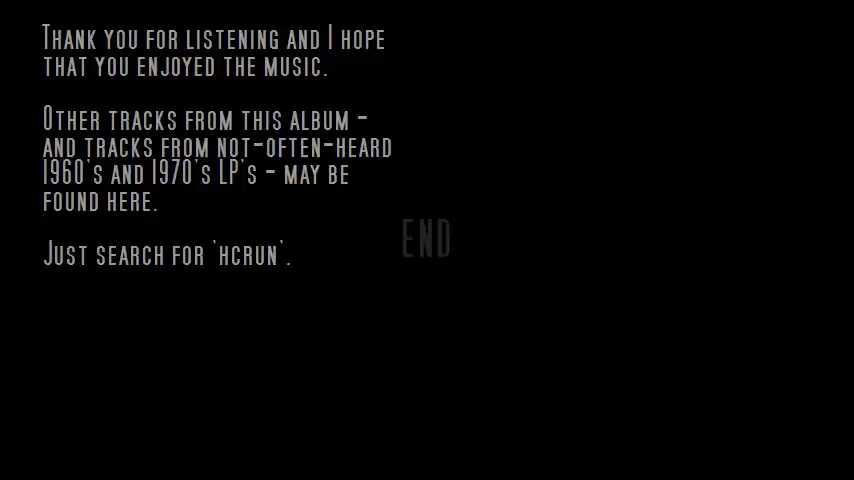 Thank you for listening and I hope
that you enjoyed the music.
Other tracks from this album -
and tracks from not-often-heard
1960's and 1970's LP's - may be
found here.
Just search for 'hcrun'.
END